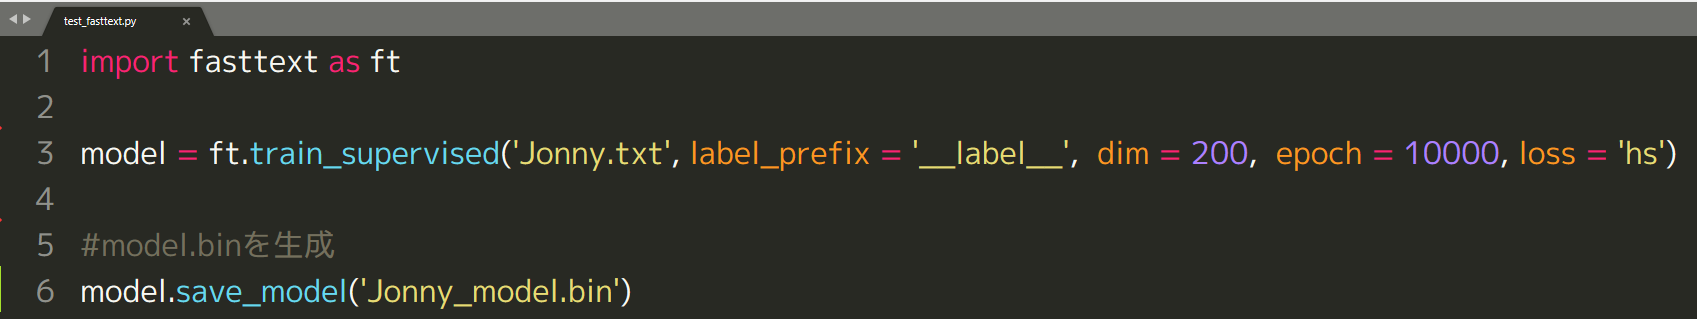 test_fasttext.py ×
1 import fasttext as ft
2
3 model = ft.train_supervised('Jonny.txt', label_prefix = '__label__',  dim = 200,  epoch = 10000, loss = 'hs')
4
5 #model.binを生成
6 model.save_model('Jonny_model.bin')